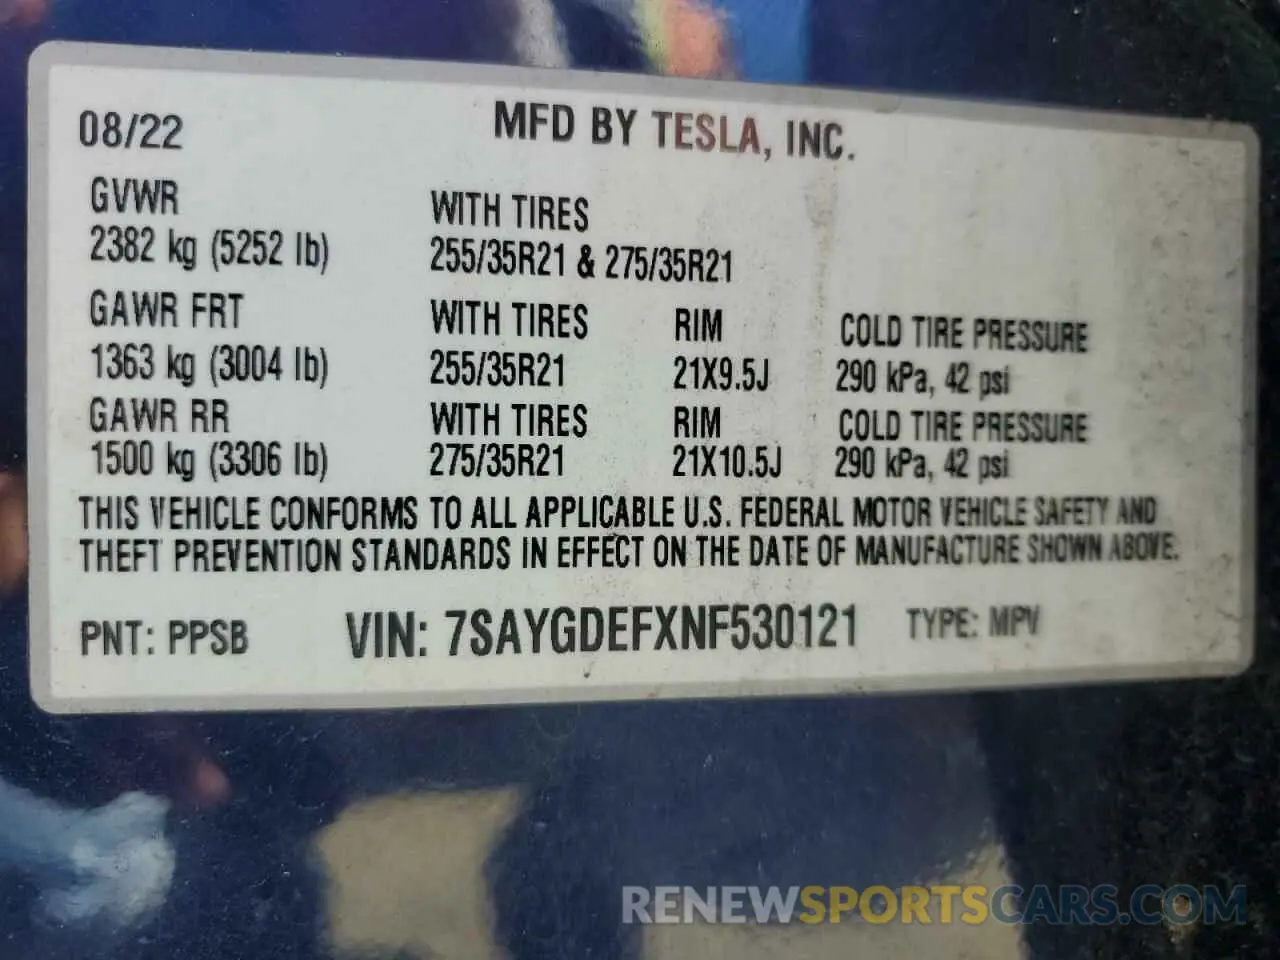 08/22 MFD BY TESLA, INC.
GVWR WITH TIRES
2382 kg (5252 lb) 255/35R21 & 275/35R21
GAWR FRT WITH TIRES RIM COLD TIRE PRESSURE
1363 kg (3004 lb) 255/35R21 21X9.5J 290 kPa, 42 psi
GAWR RR WITH TIRES RIM COLD TIRE PRESSURE
1500 kg (3306 lb) 275/35R21 21X10.5J 290 kPa, 42 psi
THIS VEHICLE CONFORMS TO ALL APPLICABLE U.S. FEDERAL MOTOR VEHICLE SAFETY AND
THEFT PREVENTION STANDARDS IN EFFECT ON THE DATE OF MANUFACTURE SHOWN ABOVE.
PNT: PPSB VIN: 7SAYGDEFXNF530121 TYPE: MPV
RENEWSPORTSCARS.COM